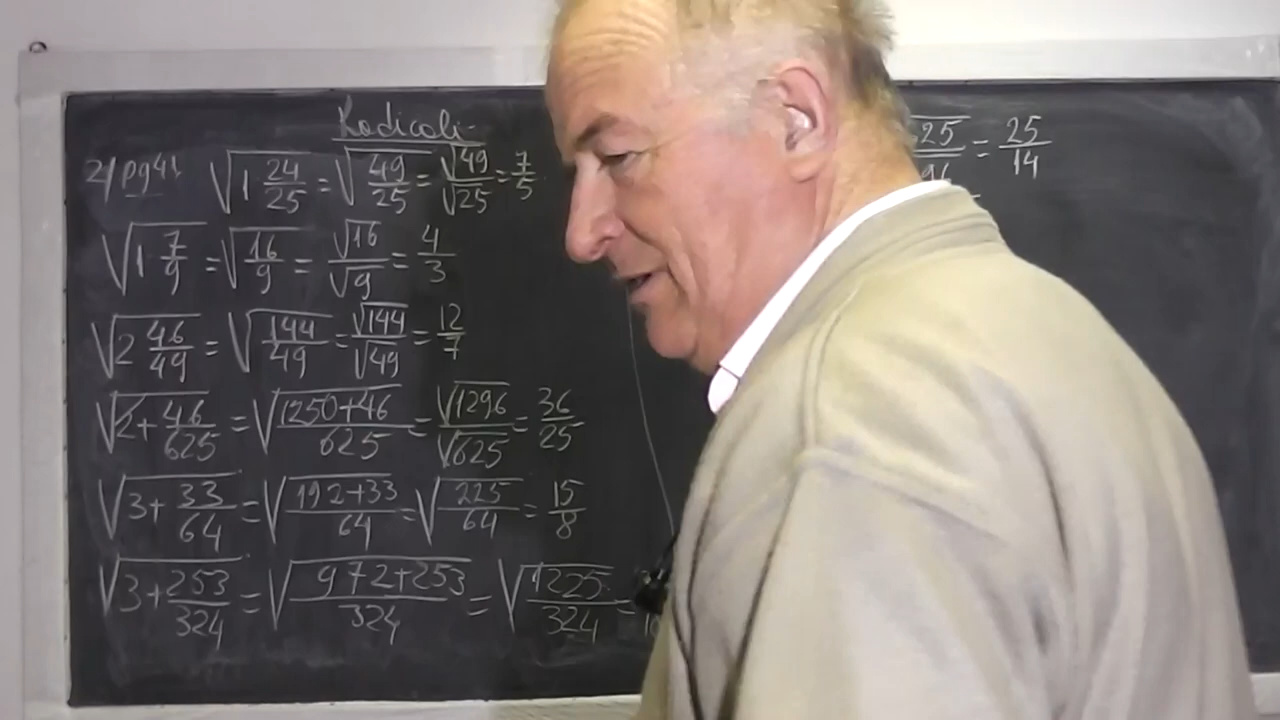 Radicali
2/pg41 √(1 24/25) = √(49/25) = √49/√25 = 7/5
√(1 7/9) = √(16/9) = √16/√9 = 4/3
√(2 46/49) = √(144/49) = √144/√49 = 12/7
√(2+46/625) = √((1250+46)/625) = √1296/√625 = 36/25
√(3+33/64) = √((192+33)/64) = √(225/64) = 15/8
√(3+253/324) = √((972+253)/324) = √(1225/324) =
= 25/14